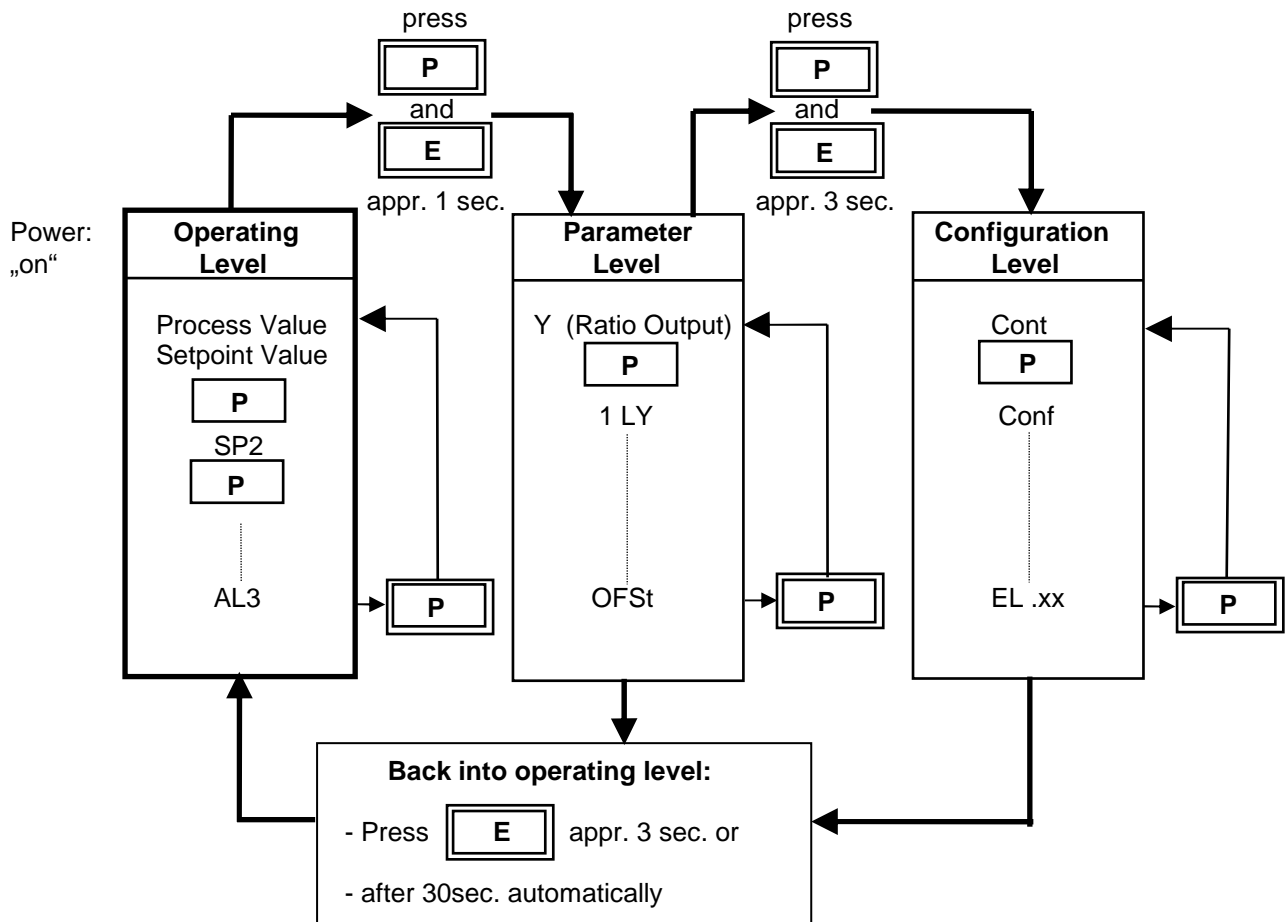 press
P
and
E
appr. 1 sec.
press
P
and
E
appr. 3 sec.
Power:
„on“
Operating
Level
Process Value
Setpoint Value
P
SP2
P
AL3
P
Parameter
Level
Y (Ratio Output)
P
1 LY
OFSt
P
Configuration
Level
Cont
P
Conf
EL .xx
P
Back into operating level:
- Press E appr. 3 sec. or
- after 30sec. automatically